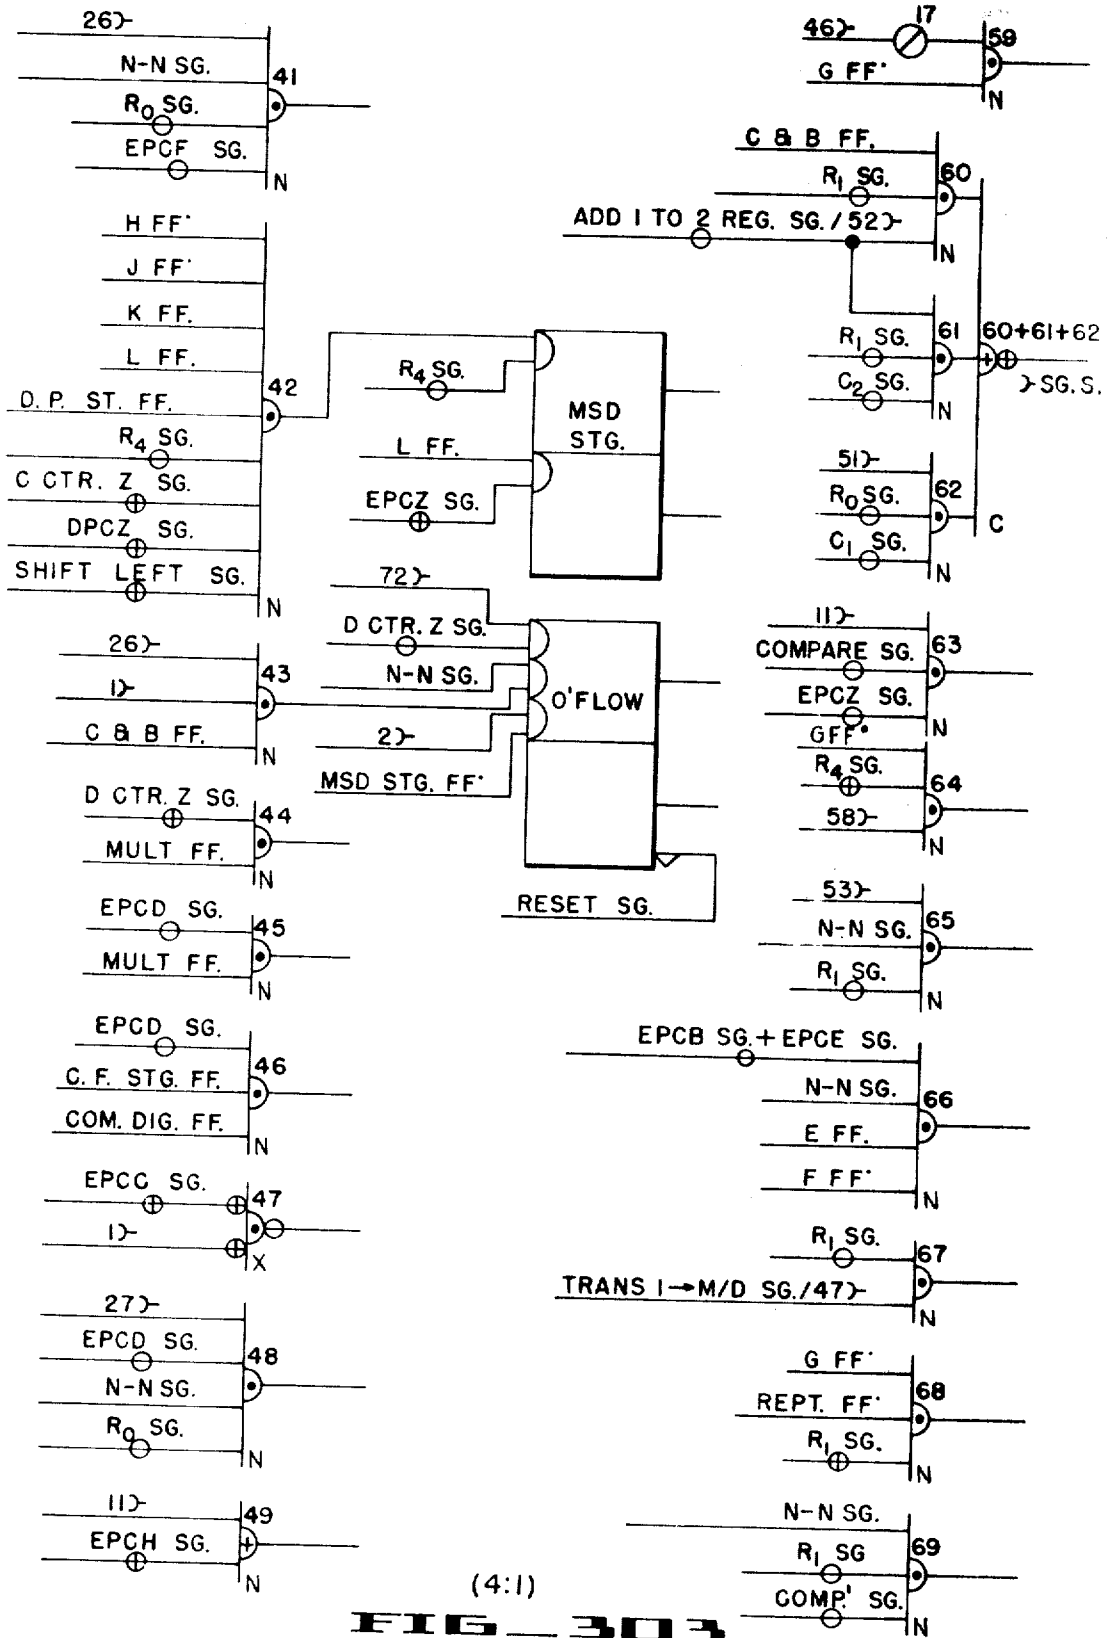 26)-
N-N SG.
41
R0 SG.
EPCF SG.
N
H FF'
J FF'
K FF.
L FF.
42
D.P. ST. FF.
R4 SG.
C CTR. Z SG.
DPCZ SG.
SHIFT LEFT SG.
N
26)-
43
1)-
C & B FF.
N
D CTR. Z SG.
44
MULT FF.
N
EPCD SG.
45
MULT FF.
N
EPCD SG.
46
C.F. STG. FF.
COM. DIG. FF.
N
EPCC SG.
47
1)-
X
27)-
EPCD SG.
48
N-N SG.
R0 SG.
N
11)-
49
EPCH SG.
N
R4 SG.
MSD
STG.
L FF.
EPCZ SG.
72)-
D CTR. Z SG.
N-N SG.
O'FLOW
2)-
MSD STG. FF'
RESET SG.
17
46)-
59
G FF'
N
C & B FF.
60
R1 SG.
ADD 1 TO 2 REG. SG./52)-
N
61
60+61+62
R1 SG.
)-SG.S.
C2 SG.
N
51)-
62
R0 SG.
C
C1 SG.
N
11)-
63
COMPARE SG.
EPCZ SG.
N
GFF'
R4 SG.
64
58)-
N
53)-
65
N-N SG.
R1 SG.
N
EPCB SG.+EPCE SG.
N-N SG.
66
E FF.
F FF'
N
R1 SG.
67
TRANS 1→M/D SG./47)-
N
G FF'
68
REPT. FF'
R1 SG.
N
N-N SG.
69
R1 SG
COMP.' SG.
N
(4:1)
FIG_303